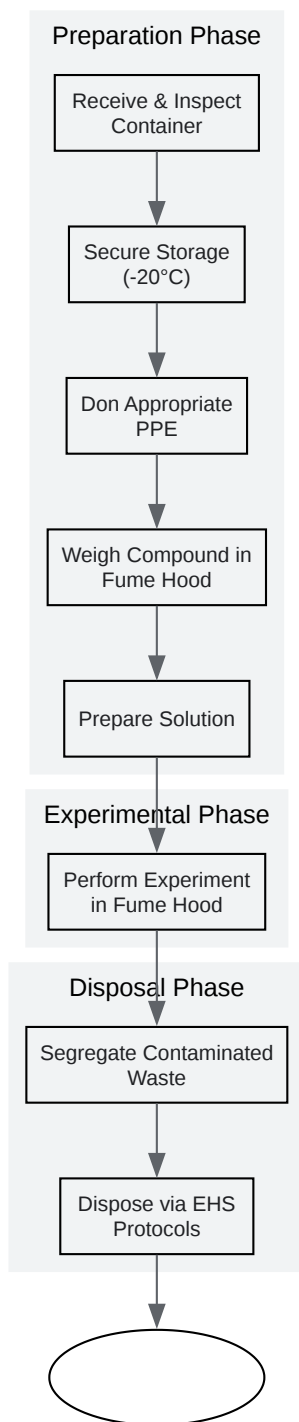 Preparation Phase
Receive & Inspect
Container
Secure Storage
(-20°C)
Don Appropriate
PPE
Weigh Compound in
Fume Hood
Prepare Solution
Experimental Phase
Perform Experiment
in Fume Hood
Disposal Phase
Segregate Contaminated
Waste
Dispose via EHS
Protocols